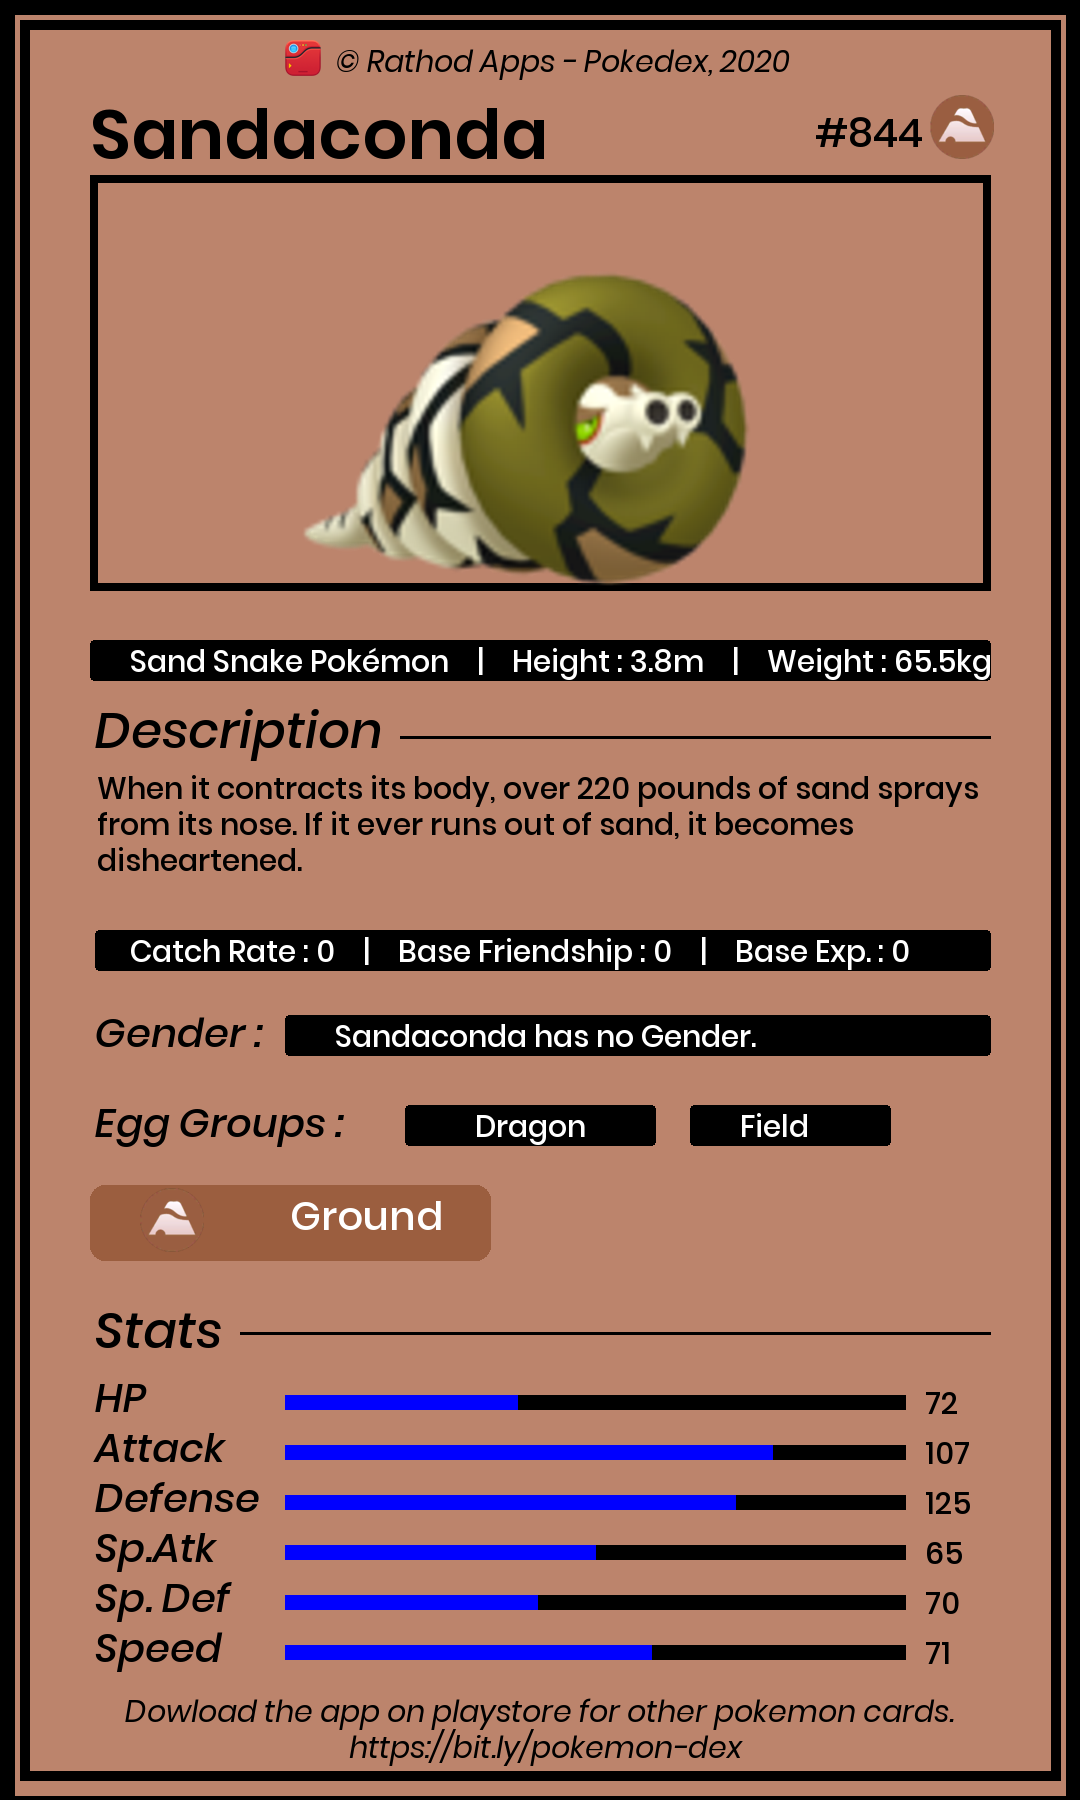 © Rathod Apps - Pokedex, 2020
Sandaconda #844
Sand Snake Pokémon | Height : 3.8m | Weight : 65.5kg
Description
When it contracts its body, over 220 pounds of sand sprays
from its nose. If it ever runs out of sand, it becomes
disheartened.
Catch Rate : 0 | Base Friendship : 0 | Base Exp. : 0
Gender : Sandaconda has no Gender.
Egg Groups : Dragon Field
Ground
Stats
HP 72
Attack 107
Defense 125
Sp.Atk 65
Sp. Def 70
Speed 71
Dowload the app on playstore for other pokemon cards.
https://bit.ly/pokemon-dex